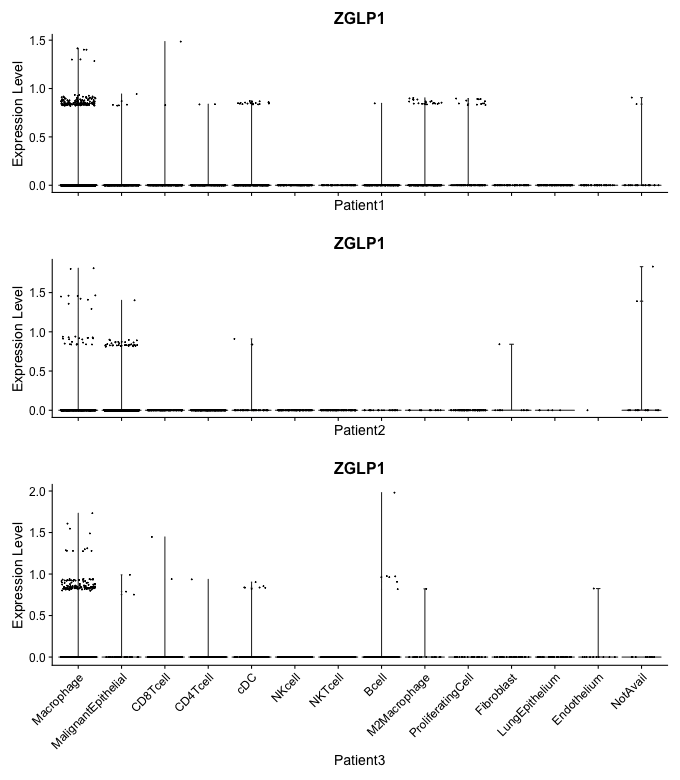 ZGLP1
1.5
1.0
0.5
0.0
Expression Level
Patient1
ZGLP1
1.5
1.0
0.5
0.0
Expression Level
Patient2
ZGLP1
2.0
1.5
1.0
0.5
0.0
Expression Level
Macrophage
MalignantEpithelial
CD8Tcell
CD4Tcell
cDC
NKcell
NKTcell
Bcell
M2Macrophage
ProliferatingCell
Fibroblast
LungEpithelium
Endothelium
NotAvail
Patient3